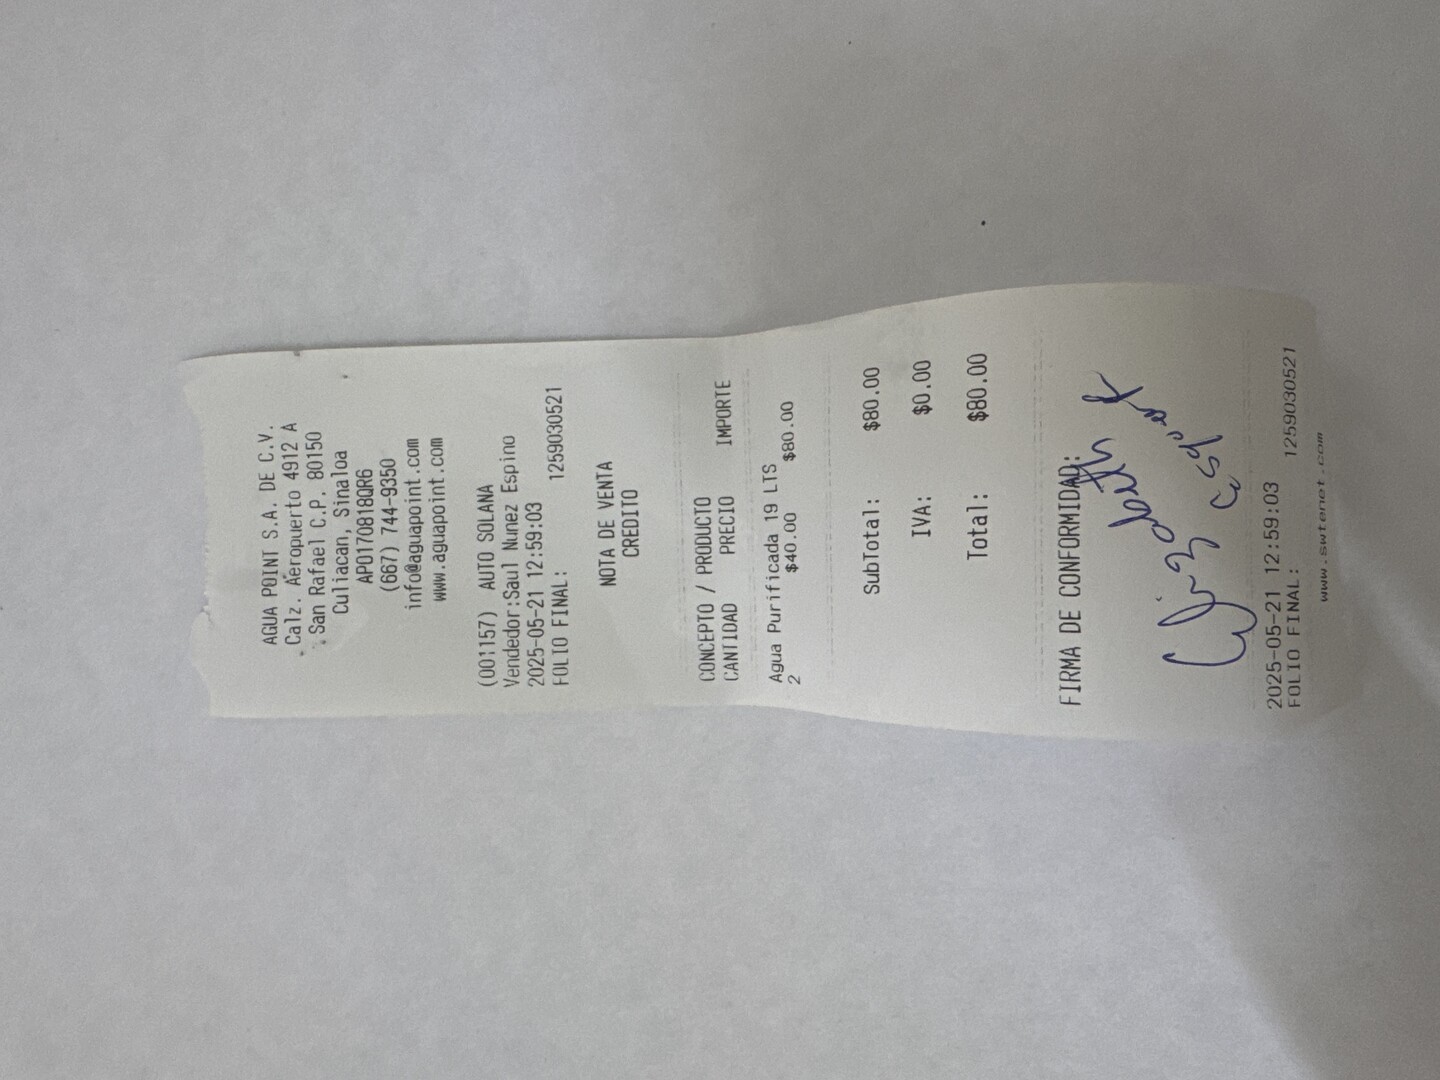 AGUA POINT S.A. DE C.V.
Calz. Aeropuerto 4912 A
San Rafael C.P. 80150
Culiacan, Sinaloa
APO170818QR6
(667) 744-9350
info@aguapoint.com
www.aguapoint.com
(001157) AUTO SOLANA
Vendedor:Saul Nunez Espino
2025-05-21 12:59:03
FOLIO FINAL: 1259030521
NOTA DE VENTA
CREDITO
CONCEPTO / PRODUCTO
CANTIDAD PRECIO IMPORTE
Agua Purificada 19 LTS
2 $40.00 $80.00
SubTotal: $80.00
IVA: $0.00
Total: $80.00
FIRMA DE CONFORMIDAD:
2025-05-21 12:59:03
FOLIO FINAL: 1259030521
www.swternet.com